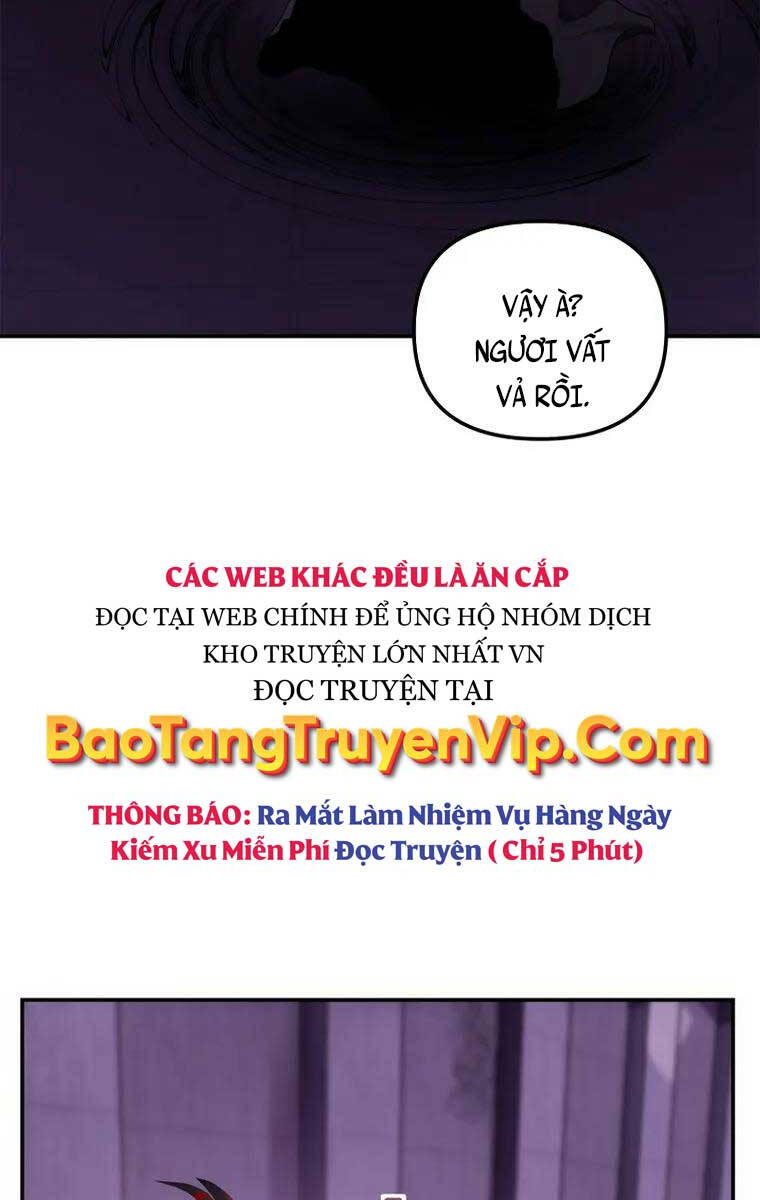 VẬY À?
NGƯƠI VẤT
VẢ RỒI.
CÁC WEB KHÁC ĐỀU LÀ ĂN CẮP
ĐỌC TẠI WEB CHÍNH ĐỂ ỦNG HỘ NHÓM DỊCH
KHO TRUYỆN LỚN NHẤT VN
ĐỌC TRUYỆN TẠI
BaoTangTruyenVip.Com
THÔNG BÁO: Ra Mắt Làm Nhiệm Vụ Hàng Ngày
Kiếm Xu Miễn Phí Đọc Truyện ( Chỉ 5 Phút)